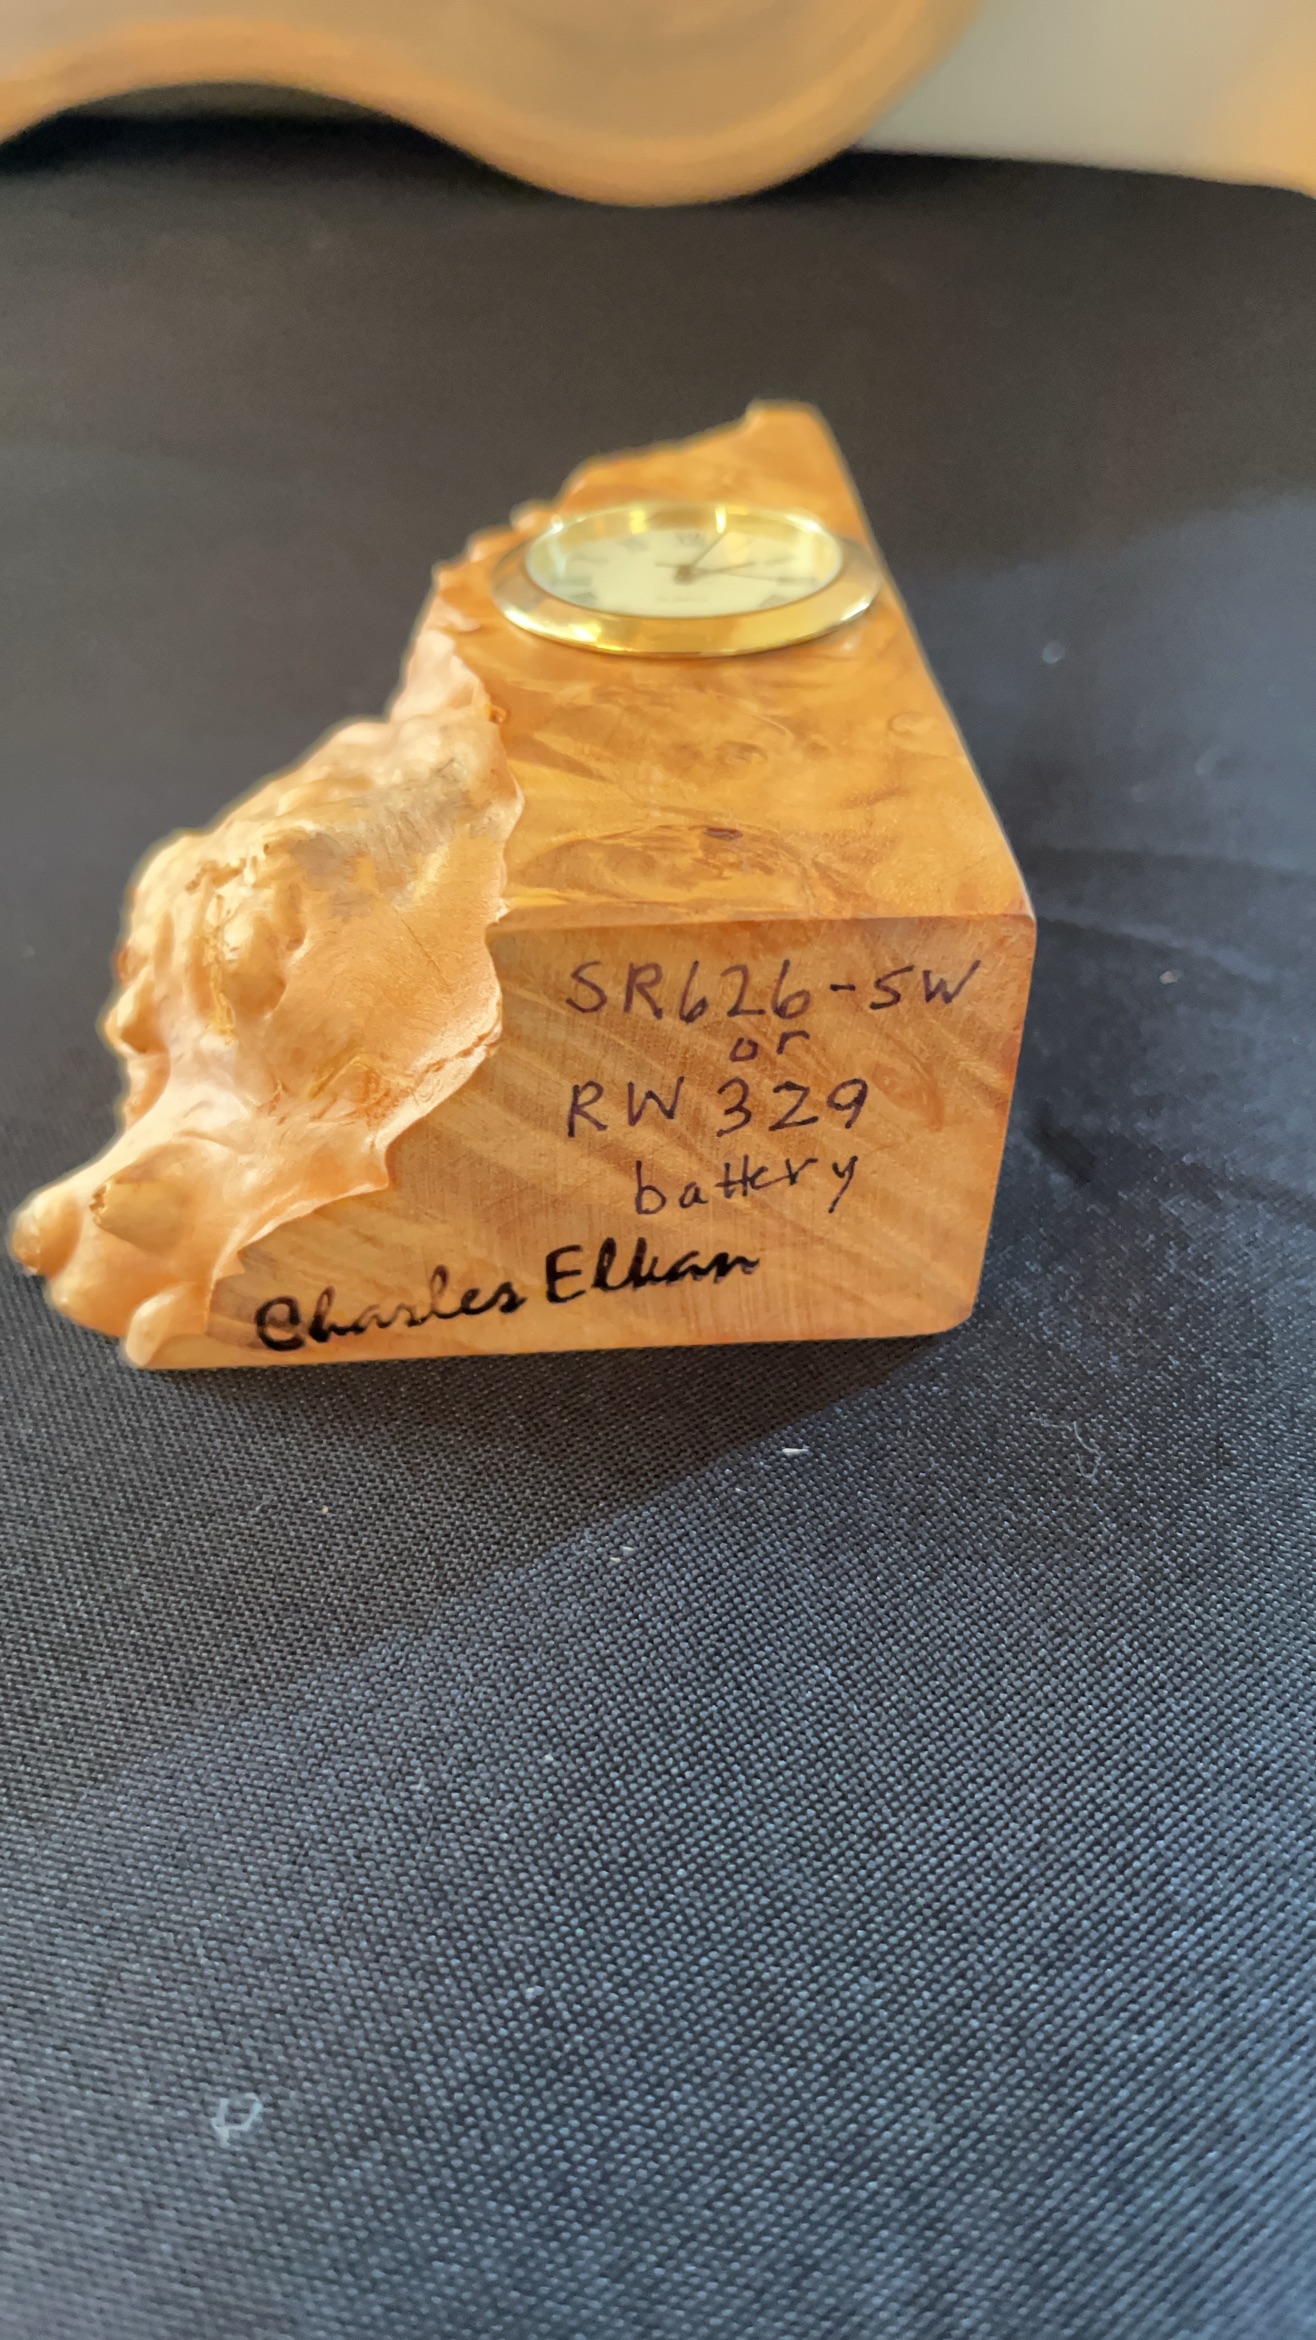 SR626-SW
or
RW 329
battery
Charles Elkan